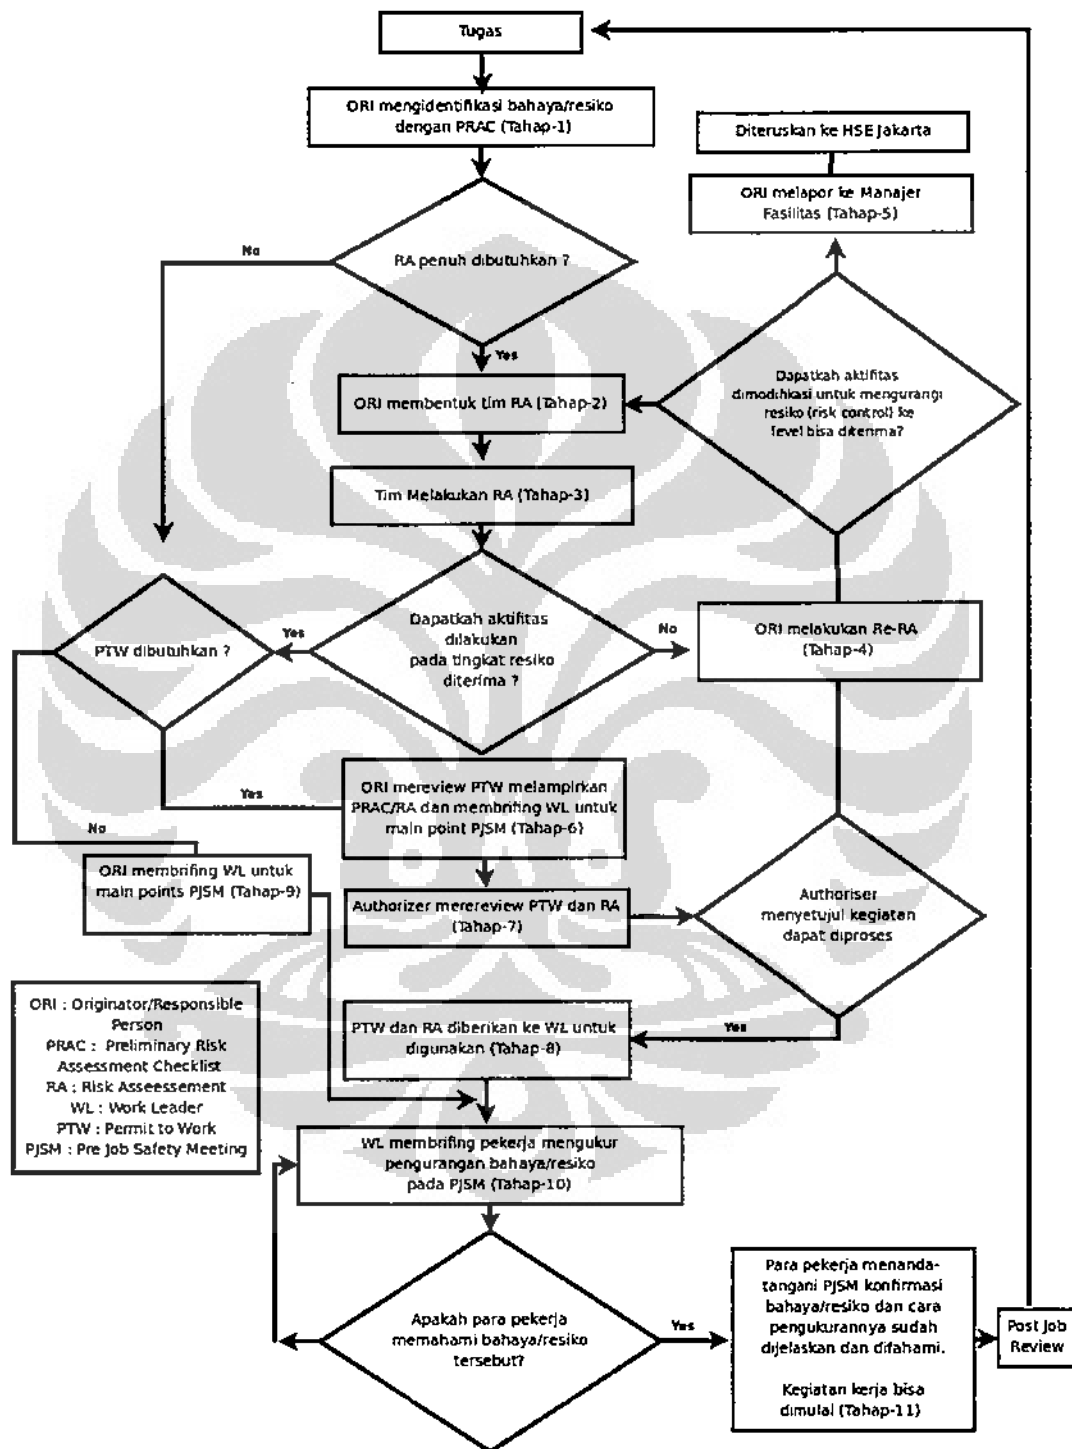 Tugas
ORI mengidentifikasi bahaya/resiko
dengan PRAC (Tahap-1)
Diteruskan ke HSE Jakarta
ORI melapor ke Manajer
Fasilitas (Tahap-5)
No
RA penuh dibutuhkan ?
Yes
ORI membentuk tim RA (Tahap-2)
Dapatkah aktifitas
dimodifikasi untuk mengurangi
resiko (risk control) ke
level bisa diterima?
Tim Melakukan RA (Tahap-3)
PTW dibutuhkan ?
Yes
Dapatkah aktifitas
dilakukan
pada tingkat resiko
diterima ?
No
ORI melakukan Re-RA
(Tahap-4)
Yes
ORI mereview PTW melampirkan
PRAC/RA dan membrifing WL untuk
main point PJSM (Tahap-6)
No
ORI membrifing WL untuk
main points PJSM (Tahap-9)
Authorizer merereview PTW dan RA
(Tahap-7)
Authoriser
menyetujui kegiatan
dapat diproses
ORI : Originator/Responsible
Person
PRAC : Preliminary Risk
Assessment Checklist
RA : Risk Asseessement
WL : Work Leader
PTW : Permit to Work
PJSM : Pre Job Safety Meeting
PTW dan RA diberikan ke WL untuk
digunakan (Tahap-8)
Yes
WL membrifing pekerja mengukur
pengurangan bahaya/resiko
pada PJSM (Tahap-10)
Apakah para pekerja
memahami bahaya/resiko
tersebut?
Yes
Para pekerja menanda-
tangani PJSM konfirmasi
bahaya/resiko dan cara
pengukurannya sudah
dijelaskan dan difahami.
Kegiatan kerja bisa
dimulai (Tahap-11)
Post Job
Review